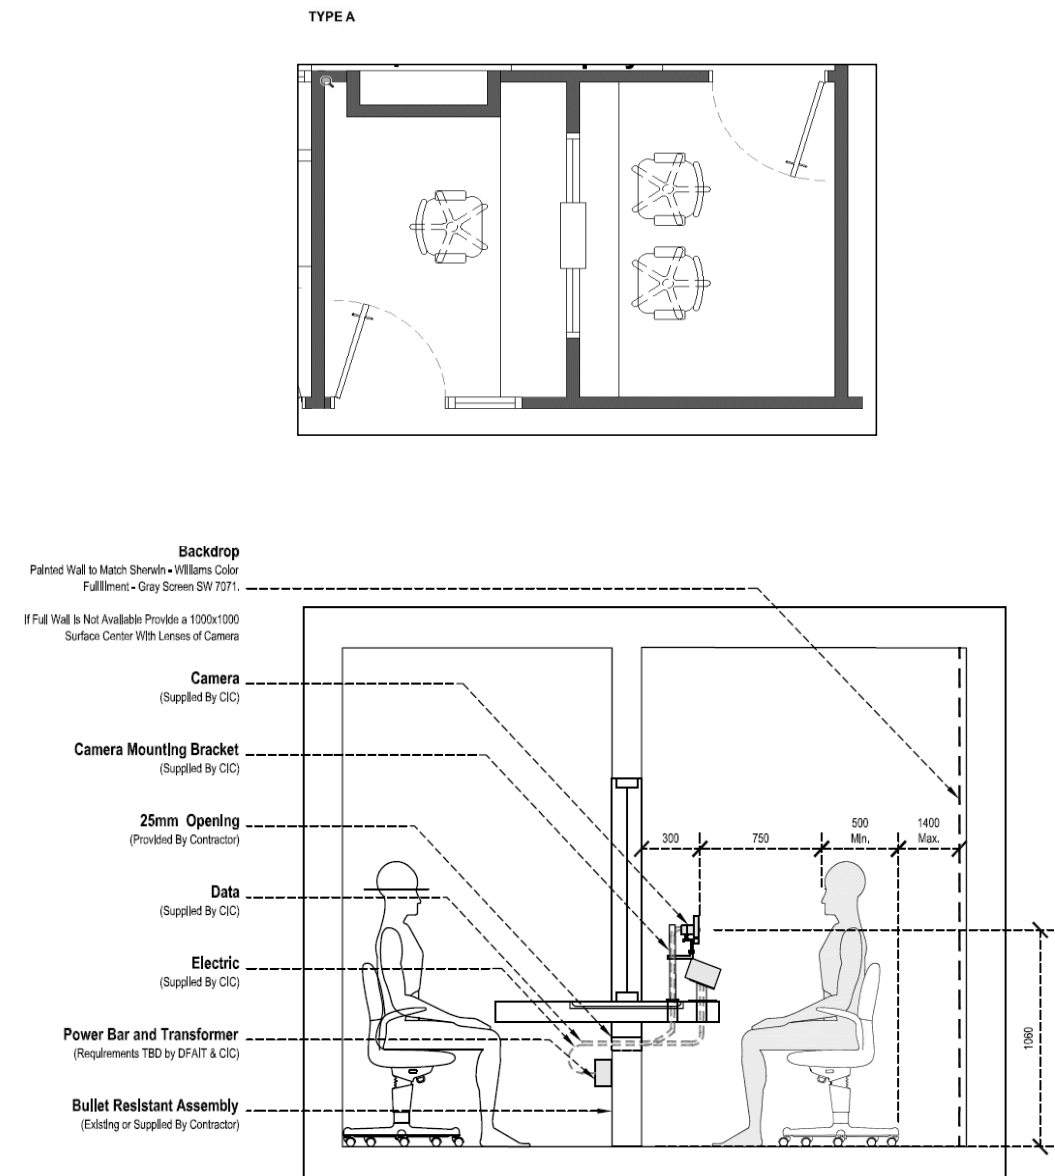 TYPE A
Backdrop
Painted Wall to Match Sherwin - Williams Color
Fulllllment - Gray Screen SW 7071.
If Full Wall Is Not Available Provide a 1000x1000
Surface Center With Lenses of Camera
Camera
(Supplied By CIC)
Camera Mounting Bracket
(Supplied By CIC)
25mm Opening
(Provided By Contractor)
Data
(Supplied By CIC)
Electric
(Supplied By CIC)
Power Bar and Transformer
(Requirements TBD by DFAIT & CIC)
Bullet Resistant Assembly
(Existing or Supplied By Contractor)
300
750
500
Min.
1400
Max.
1060